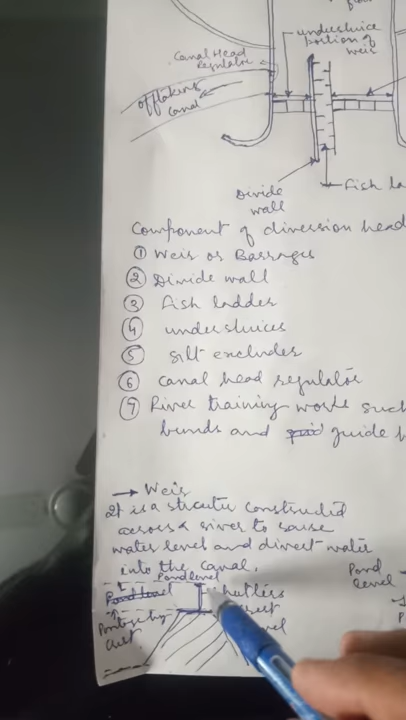 undersluice
portion of
weir
Canal Head
Regulator
offtaking
canal
Divide
wall
Fish la
Component of diversion head
① Weir or Barrages
② Divide wall
③ Fish ladder
④ undersluices
⑤ silt excluder
⑥ canal head regulator
⑦ River training works such
bunds and guide b
→ Weir
It is a structure constructed
across a river to raise
water level and divert water
into the canal.
Pond level
Pond
level
shutters
crest